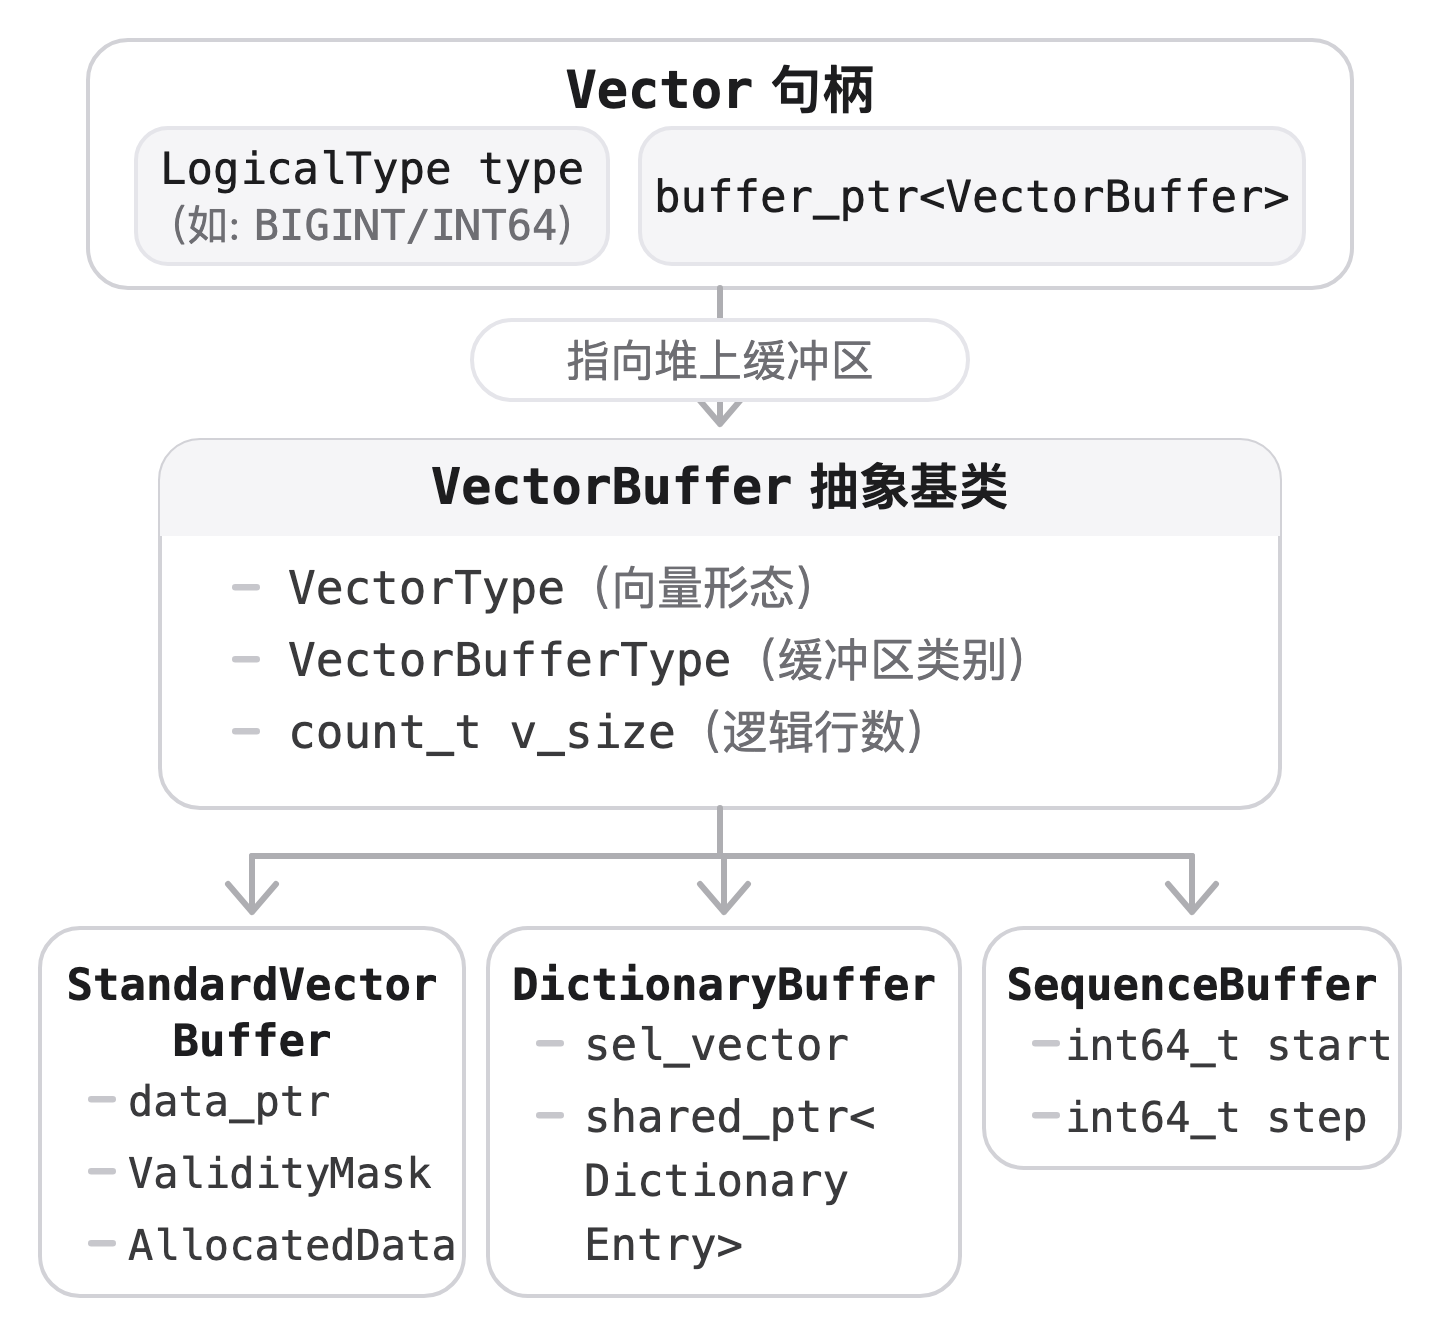 Vector 句柄
LogicalType type
(如: BIGINT/INT64)
buffer_ptr<VectorBuffer>
指向堆上缓冲区
VectorBuffer 抽象基类
VectorType (向量形态)
VectorBufferType (缓冲区类别)
count_t v_size (逻辑行数)
StandardVector
Buffer
data_ptr
ValidityMask
AllocatedData
DictionaryBuffer
sel_vector
shared_ptr<
Dictionary
Entry>
SequenceBuffer
int64_t start
int64_t step